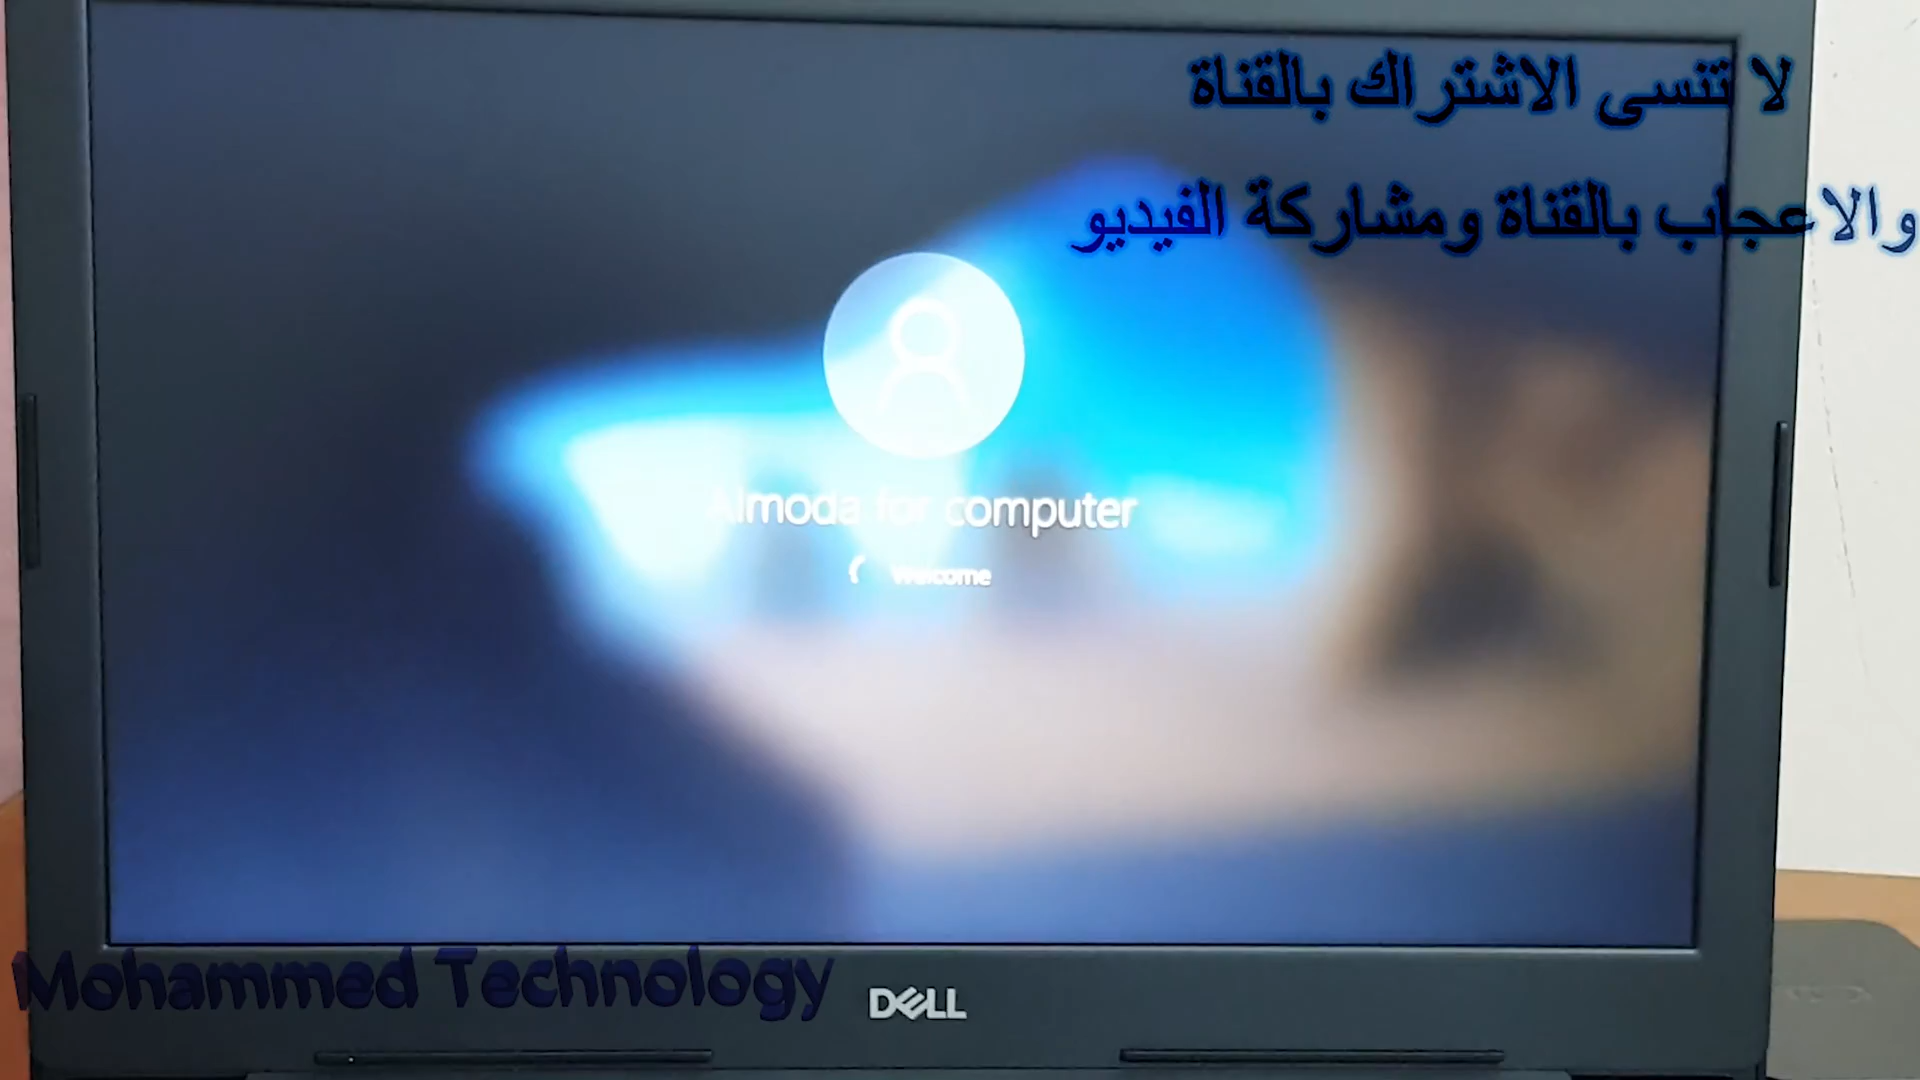 لا تنسى الاشتراك بالقناة
والاعجاب بالقناة ومشاركة الفيديو
Almoda for computer
Welcome
Mohammed Technology
DELL